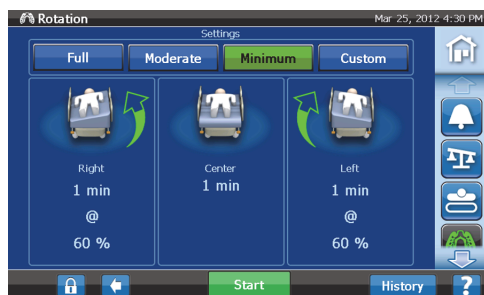 Rotation Mar 25, 2012 4:30 PM
Settings
Full Moderate Minimum Custom
Right Center Left
1 min 1 min 1 min
@ @
60 % 60 %
Start History ?